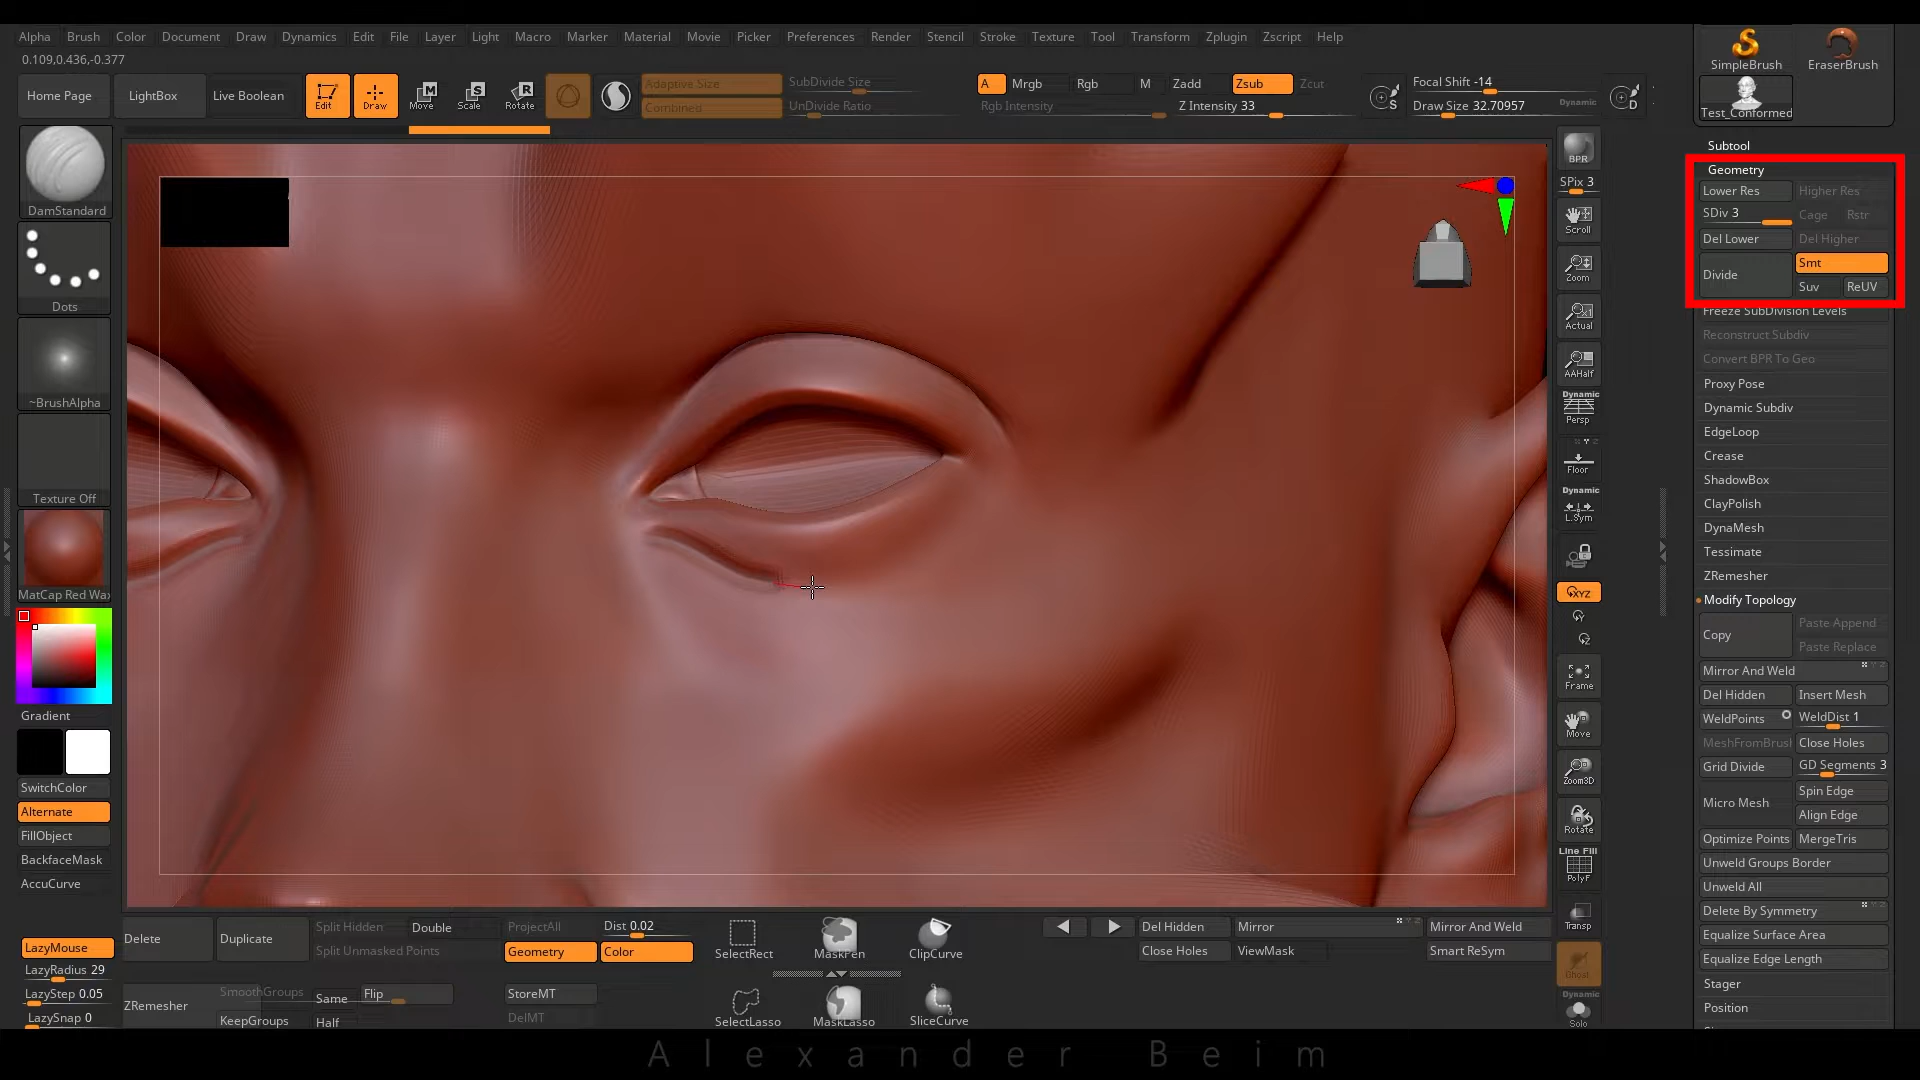 Alpha Brush Color Document Draw Dynamics Edit File Layer Light Macro Marker Material Movie Picker Preferences Render Stencil Stroke Texture Tool Transform Zplugin Zscript Help
0.109,0.436,-0.377
Home Page LightBox Live Boolean Edit Draw Move Scale Rotate
Adaptive Size
Combined
SubDivide Size
UnDivide Ratio
A Mrgb Rgb M Zadd Zsub Zcut
Rgb Intensity Z Intensity 33
Focal Shift -14
Draw Size 32.70957 Dynamic
SimpleBrush EraserBrush
Test_Conformed
DamStandard
Dots
~BrushAlpha
Texture Off
MatCap Red Wax
Gradient
SwitchColor
Alternate
FillObject
BackfaceMask
AccuCurve
LazyMouse
LazyRadius 29
LazyStep 0.05
LazySnap 0
BPR
SPix 3
Scroll
Zoom
Actual
AAHalf
Dynamic
Persp
Floor
Dynamic
L.Sym
XYZ
Frame
Move
Zoom3D
Rotate
Line Fill
PolyF
Transp
Ghost
Dynamic
Solo
Subtool
Geometry
Lower Res Higher Res
SDiv 3 Cage Rstr
Del Lower Del Higher
Divide Smt
Suv ReUV
Freeze SubDivision Levels
Reconstruct Subdiv
Convert BPR To Geo
Proxy Pose
Dynamic Subdiv
EdgeLoop
Crease
ShadowBox
ClayPolish
DynaMesh
Tessimate
ZRemesher
Modify Topology
Copy Paste Append
Paste Replace
Mirror And Weld
Del Hidden Insert Mesh
WeldPoints WeldDist 1
MeshFromBrush Close Holes
Grid Divide GD Segments 3
Micro Mesh Spin Edge
Align Edge
Optimize Points MergeTris
Unweld Groups Border
Unweld All
Delete By Symmetry
Equalize Surface Area
Equalize Edge Length
Stager
Position
Delete Duplicate Split Hidden Double
Split Unmasked Points
ProjectAll Dist 0.02
Geometry Color
SelectRect MaskPen ClipCurve
Del Hidden Mirror Mirror And Weld
Close Holes ViewMask Smart ReSym
ZRemesher SmoothGroups Same Flip
KeepGroups Half
StoreMT
DelMT
SelectLasso MaskLasso SliceCurve
Alexander Beim